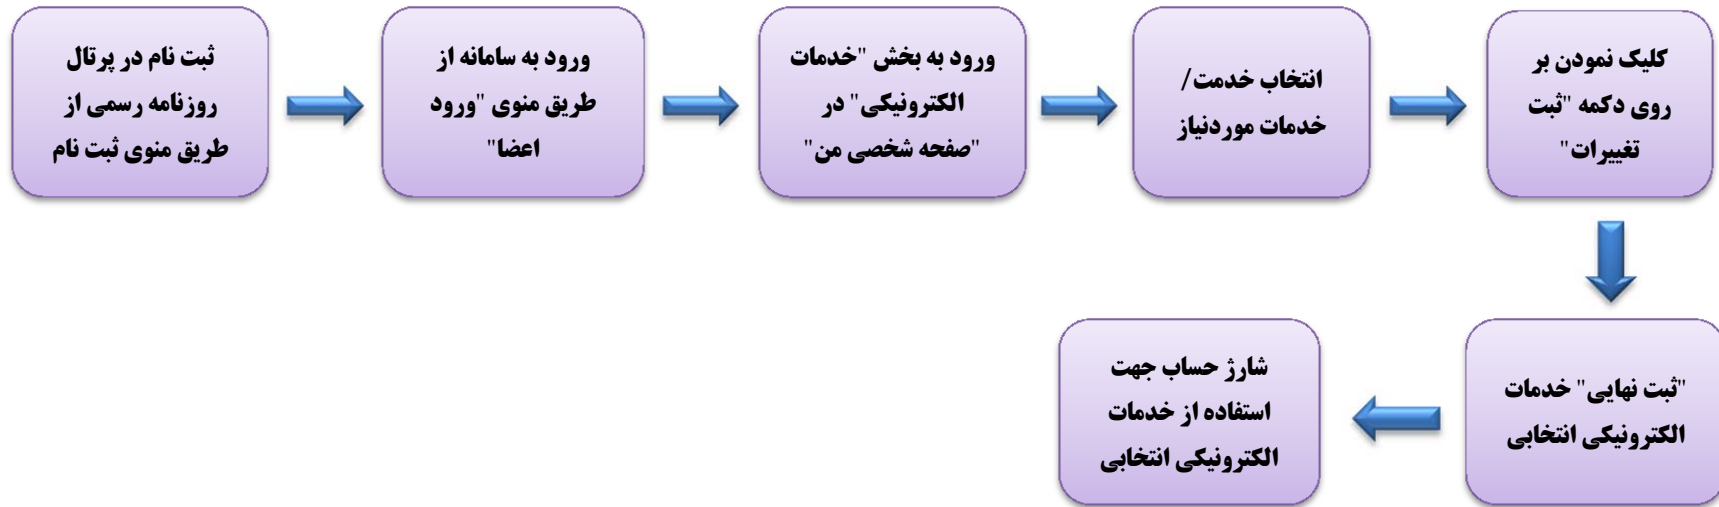 ثبت نام در پرتال
روزنامه رسمی از
طریق منوی ثبت نام
ورود به سامانه از
طریق منوی "ورود
اعضا"
ورود به بخش "خدمات
الکترونیکی" در
"صفحه شخصی من"
انتخاب خدمت/
خدمات موردنیاز
کلیک نمودن بر
روی دکمه "ثبت
تغییرات"
"ثبت نهایی" خدمات
الکترونیکی انتخابی
شارژ حساب جهت
استفاده از خدمات
الکترونیکی انتخابی